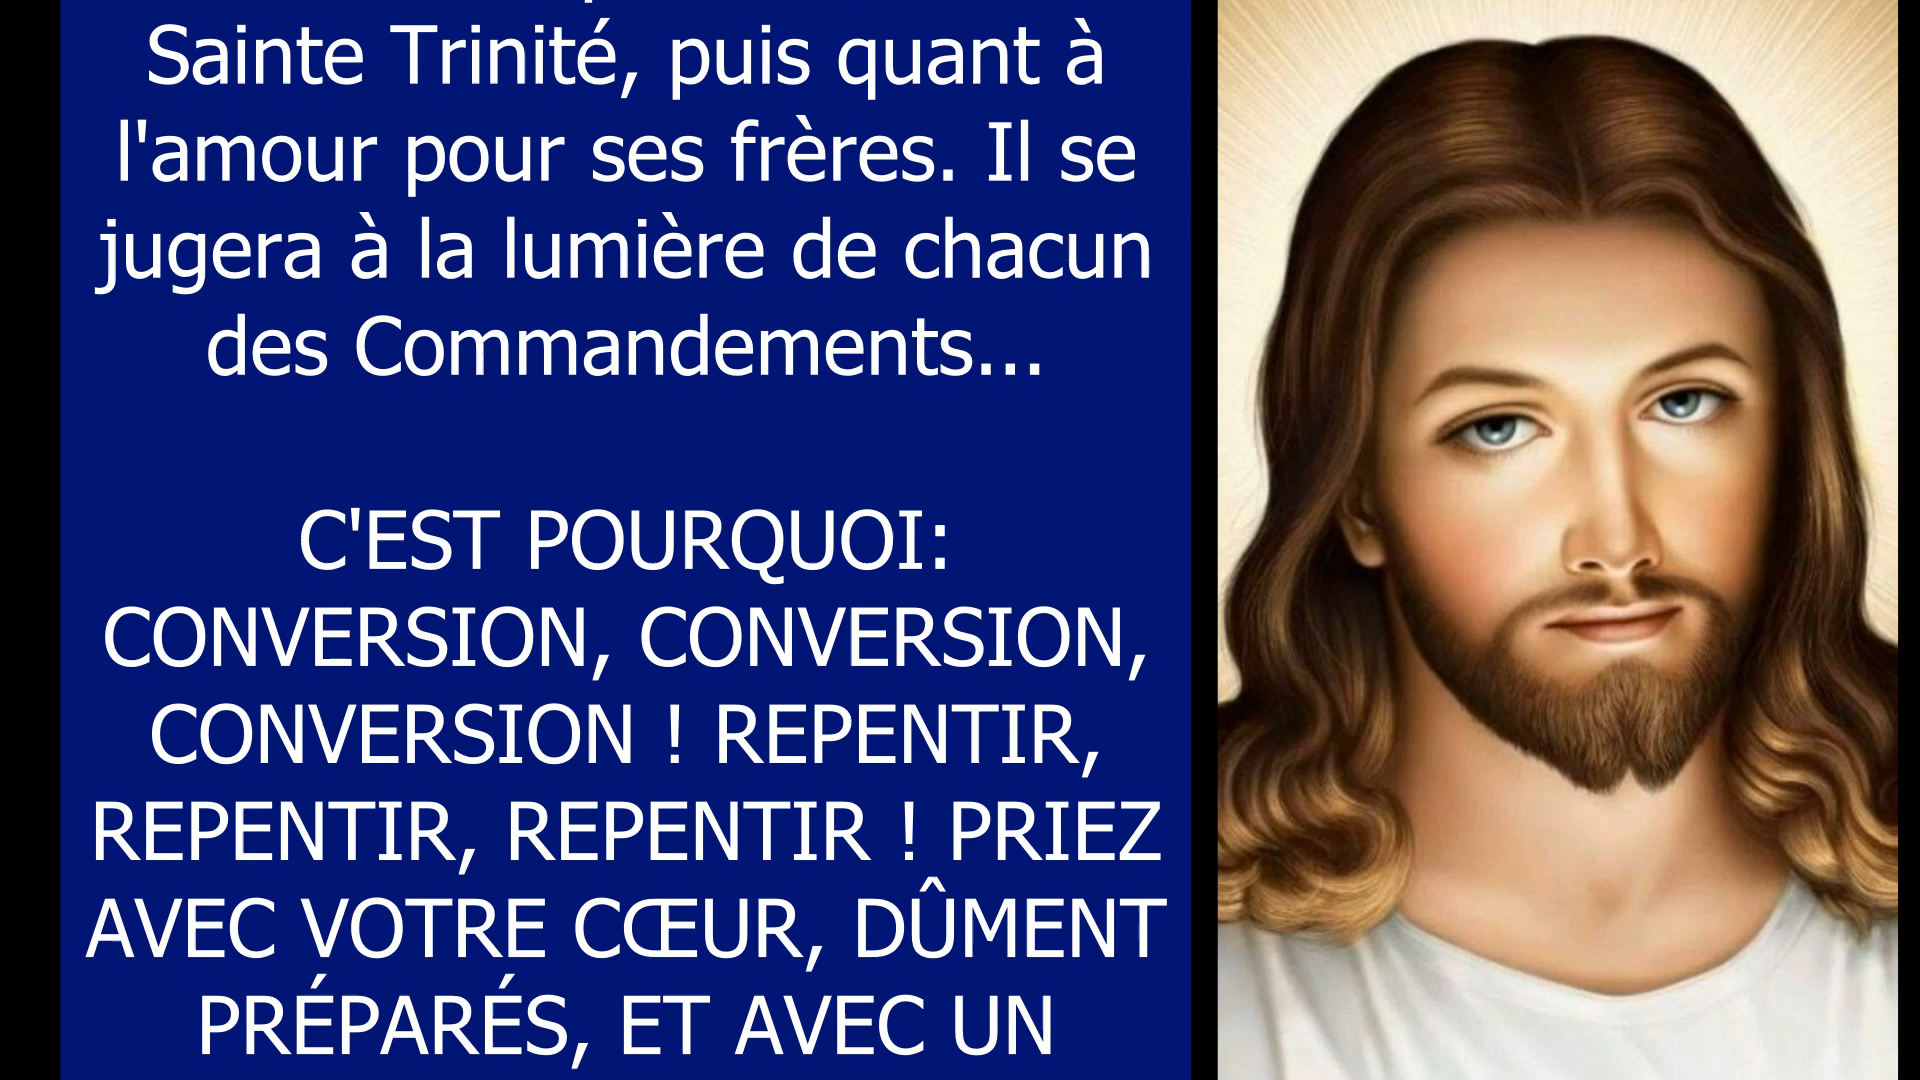 Sainte Trinité, puis quant à
l'amour pour ses frères. Il se
jugera à la lumière de chacun
des Commandements...
C'EST POURQUOI:
CONVERSION, CONVERSION,
CONVERSION ! REPENTIR,
REPENTIR, REPENTIR ! PRIEZ
AVEC VOTRE CŒUR, DÛMENT
PRÉPARÉS, ET AVEC UN